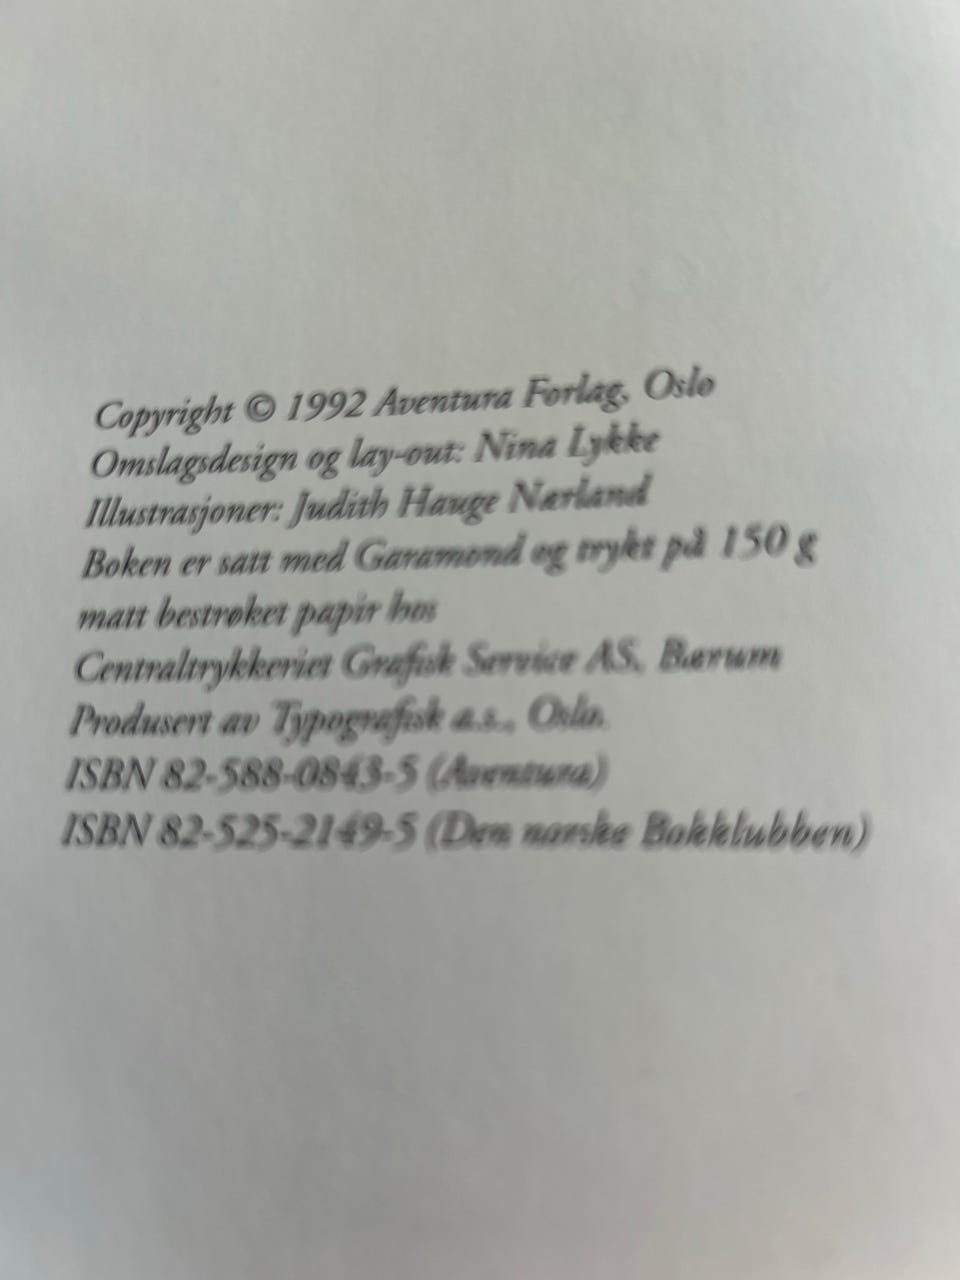 Copyright © 1992 Aventura Forlag, Oslo
Omslagsdesign og lay-out: Nina Lykke
Illustrasjoner: Judith Hauge Nærland
Boken er satt med Garamond og trykt på 150 g
matt bestrøket papir hos
Centraltrykkeriet Grafisk Service AS, Bærum
Produsert av Typografisk a.s., Oslo.
ISBN 82-588-0843-5 (Aventura)
ISBN 82-525-2149-5 (Den norske Bokklubben)